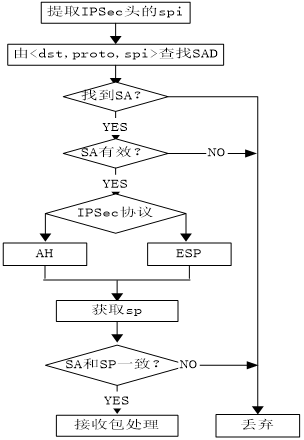 提取IPSec头的spi
由<dst,proto,spi>查找SAD
找到SA?
YES
SA有效?
NO
YES
IPSec协议
AH
ESP
获取sp
SA和SP一致?
NO
YES
接收包处理
丢弃